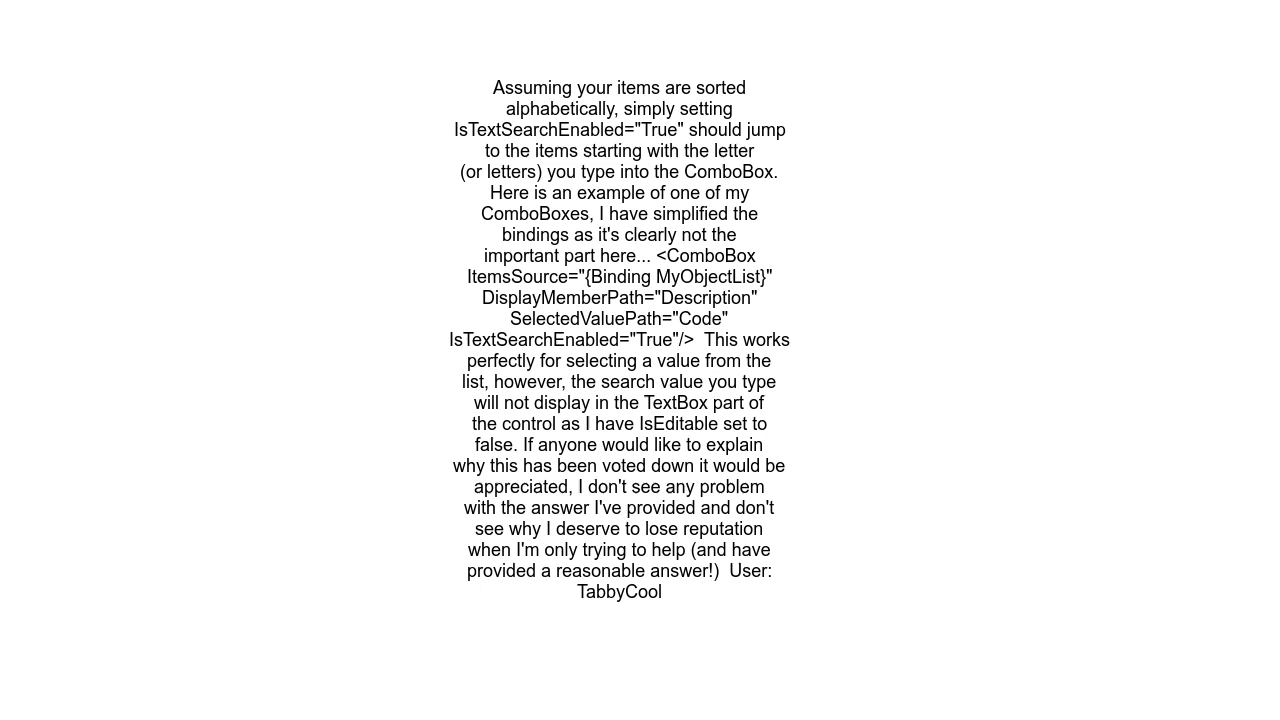 Assuming your items are sorted
alphabetically, simply setting
IsTextSearchEnabled="True" should jump
to the items starting with the letter
(or letters) you type into the ComboBox.
Here is an example of one of my
ComboBoxes, I have simplified the
bindings as it's clearly not the
important part here... <ComboBox
ItemsSource="{Binding MyObjectList}"
DisplayMemberPath="Description"
SelectedValuePath="Code"
IsTextSearchEnabled="True"/>  This works
perfectly for selecting a value from the
list, however, the search value you type
will not display in the TextBox part of
the control as I have IsEditable set to
false. If anyone would like to explain
why this has been voted down it would be
appreciated, I don't see any problem
with the answer I've provided and don't
see why I deserve to lose reputation
when I'm only trying to help (and have
provided a reasonable answer!)  User:
TabbyCool